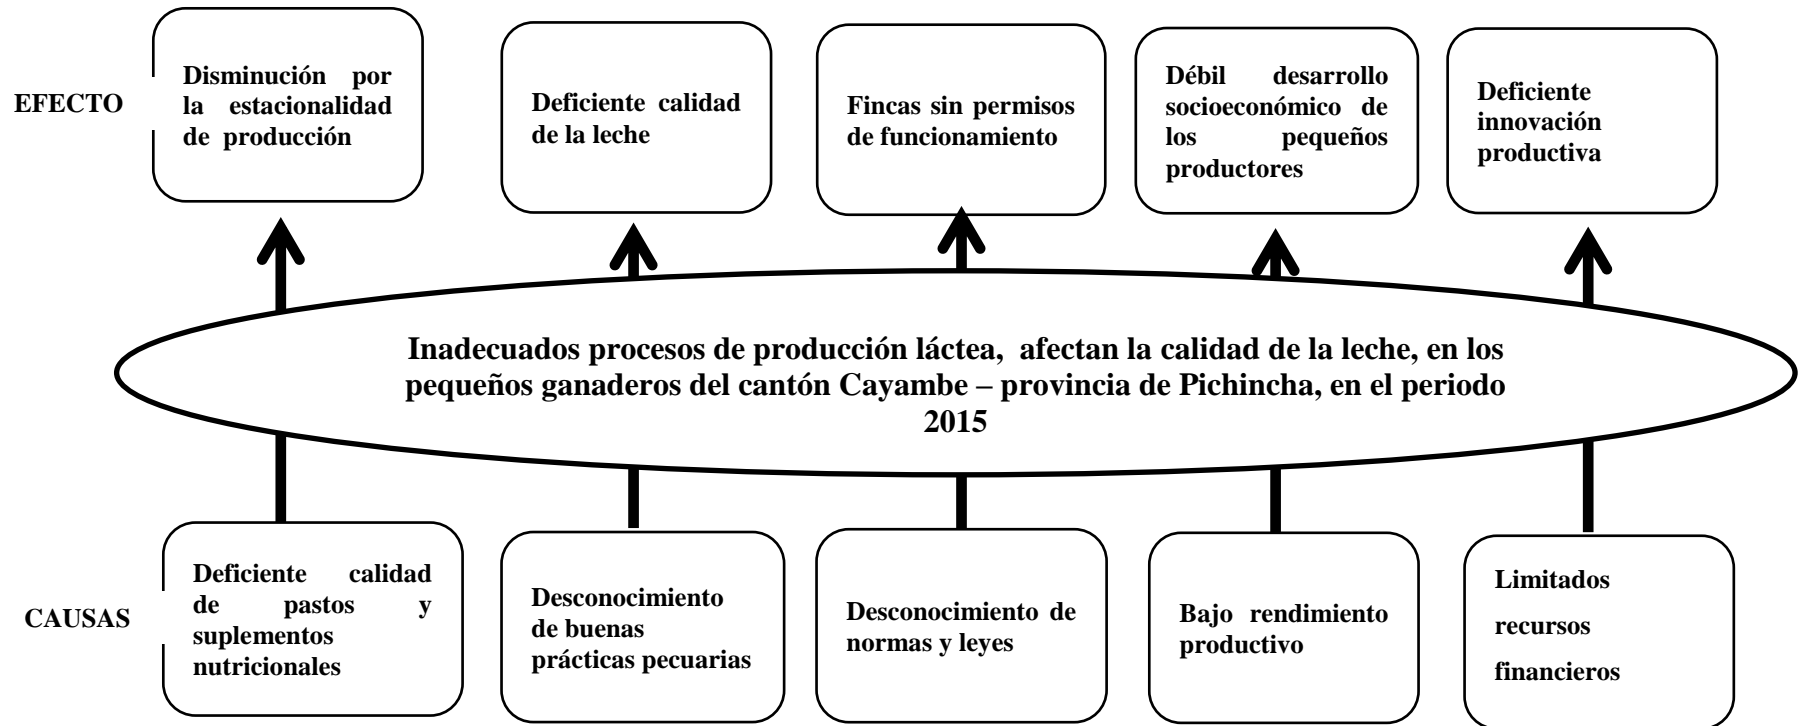 EFECTO
Disminución por
la estacionalidad
de producción
Deficiente calidad
de la leche
Fincas sin permisos
de funcionamiento
Débil desarrollo
socioeconómico de
los pequeños
productores
Deficiente
innovación
productiva
Inadecuados procesos de producción láctea, afectan la calidad de la leche, en los
pequeños ganaderos del cantón Cayambe – provincia de Pichincha, en el periodo
2015
CAUSAS
Deficiente calidad
de pastos y
suplementos
nutricionales
Desconocimiento
de buenas
prácticas pecuarias
Desconocimiento de
normas y leyes
Bajo rendimiento
productivo
Limitados
recursos
financieros